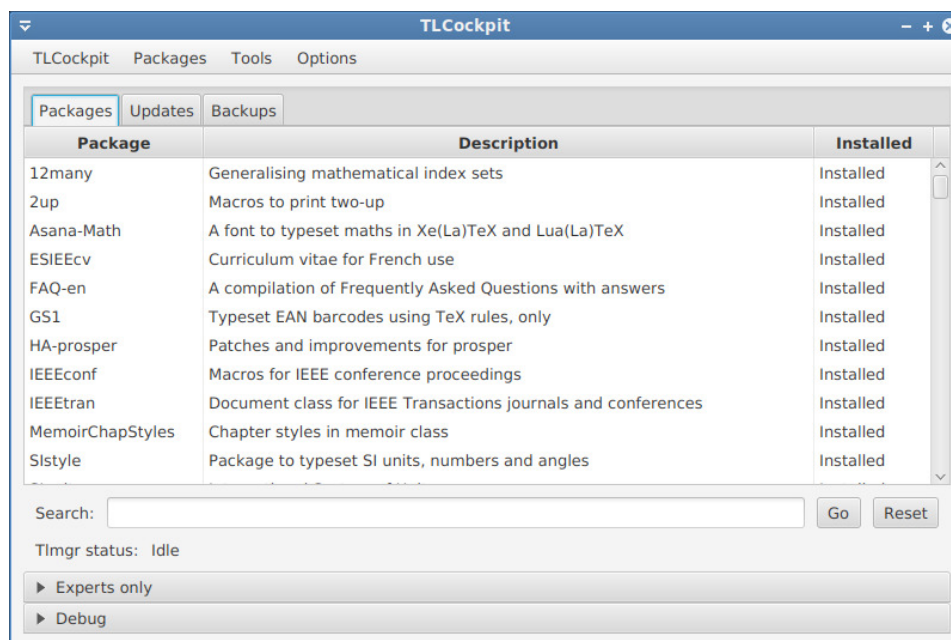 TLCockpit
TLCockpit Packages Tools Options
Packages Updates Backups
Package Description Installed
12many Generalising mathematical index sets Installed
2up Macros to print two-up Installed
Asana-Math A font to typeset maths in Xe(La)TeX and Lua(La)TeX Installed
ESIEEcv Curriculum vitae for French use Installed
FAQ-en A compilation of Frequently Asked Questions with answers Installed
GS1 Typeset EAN barcodes using TeX rules, only Installed
HA-prosper Patches and improvements for prosper Installed
IEEEconf Macros for IEEE conference proceedings Installed
IEEEtran Document class for IEEE Transactions journals and conferences Installed
MemoirChapStyles Chapter styles in memoir class Installed
SIstyle Package to typeset SI units, numbers and angles Installed
Search: Go Reset
Tlmgr status: Idle
Experts only
Debug